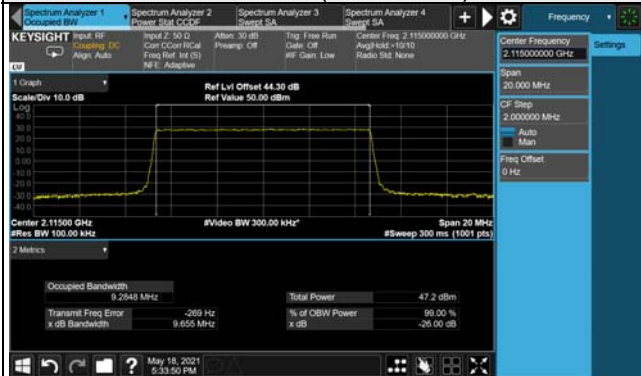 Spectrum Analyzer 1
Occupied BW
Spectrum Analyzer 2
Power Stat CCDF
Spectrum Analyzer 3
Swept SA
Spectrum Analyzer 4
Swept SA
Frequency
KEYSIGHT
Input: RF
Coupling: DC
Align: Auto
Input Z: 50 Ω
Corr CCorr RCal
Freq Ref: Int (S)
NFE: Adaptive
Atten: 30 dB
Preamp: Off
Trig: Free Run
Gate: Off
#IF Gain: Low
Center Freq: 2.115000000 GHz
Avg|Hold:>10/10
Radio Std: None
LXI
1 Graph
Scale/Div 10.0 dB
Ref Lvl Offset 44.30 dB
Ref Value 50.00 dBm
Log
40.0
30.0
20.0
10.0
0.00
-10.0
-20.0
-30.0
-40.0
Center 2.11500 GHz
#Res BW 100.00 kHz
#Video BW 300.00 kHz*
Span 20 MHz
#Sweep 300 ms (1001 pts)
2 Metrics
Occupied Bandwidth
9.2848 MHz
Total Power
47.2 dBm
Transmit Freq Error
-269 Hz
% of OBW Power
99.00 %
x dB Bandwidth
9.655 MHz
x dB
-26.00 dB
Center Frequency
2.115000000 GHz
Settings
Span
20.000 MHz
CF Step
2.000000 MHz
Auto
Man
Freq Offset
0 Hz
?
May 18, 2021
5:33:50 PM